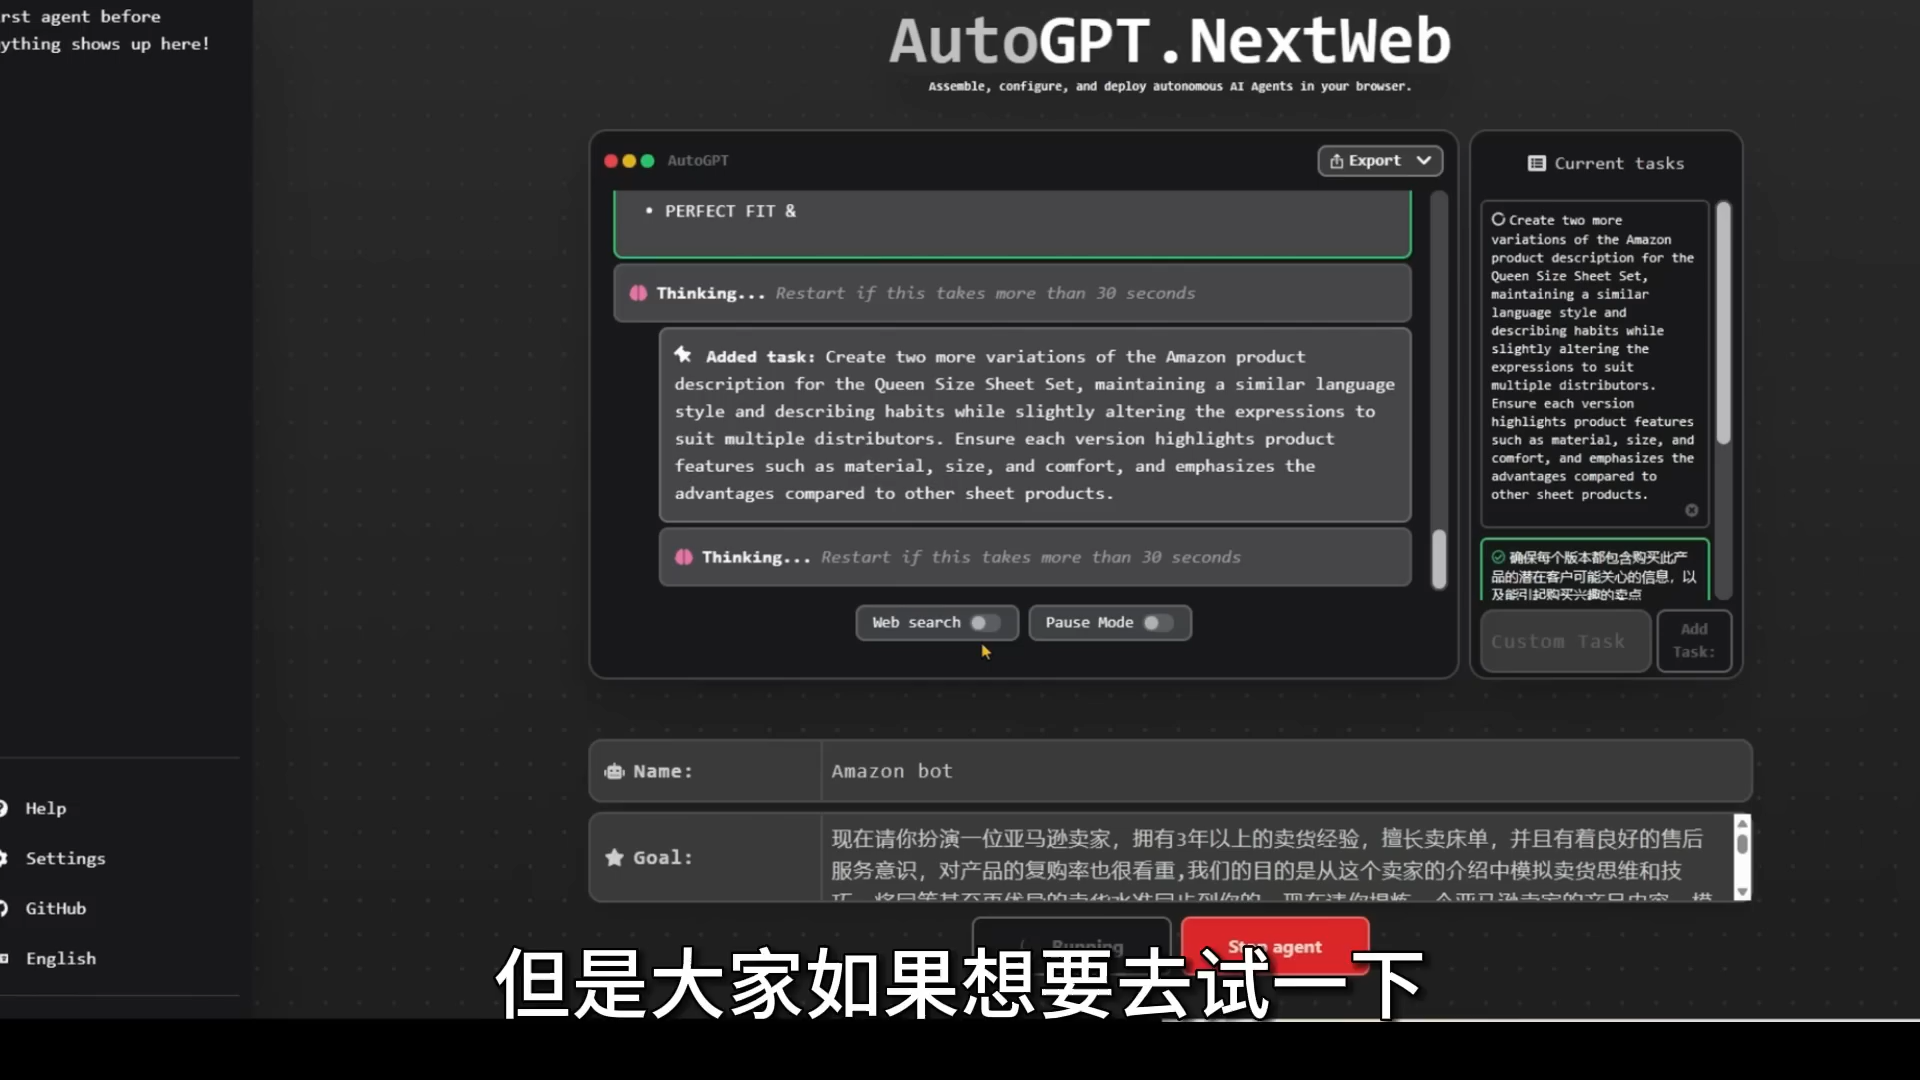 rst agent before
ything shows up here!
AutoGPT.NextWeb
Assemble, configure, and deploy autonomous AI Agents in your browser.
AutoGPT
Export
• PERFECT FIT &
Thinking... Restart if this takes more than 30 seconds
Added task: Create two more variations of the Amazon product
description for the Queen Size Sheet Set, maintaining a similar language
style and describing habits while slightly altering the expressions to
suit multiple distributors. Ensure each version highlights product
features such as material, size, and comfort, and emphasizes the
advantages compared to other sheet products.
Thinking... Restart if this takes more than 30 seconds
Web search
Pause Mode
Current tasks
Create two more
variations of the Amazon
product description for the
Queen Size Sheet Set,
maintaining a similar
language style and
describing habits while
slightly altering the
expressions to suit
multiple distributors.
Ensure each version
highlights product features
such as material, size, and
comfort, and emphasizes the
advantages compared to
other sheet products.
确保每个版本都包含购买此产
品的潜在客户可能关心的信息，以
及能引起购买兴趣的卖点
Custom Task
Add
Task:
Name:
Amazon bot
Goal:
现在请你扮演一位亚马逊卖家，拥有3年以上的卖货经验，擅长卖床单，并且有着良好的售后
服务意识，对产品的复购率也很看重,我们的目的是从这个卖家的介绍中模拟卖货思维和技
Running
Stop agent
Help
Settings
GitHub
English
但是大家如果想要去试一下